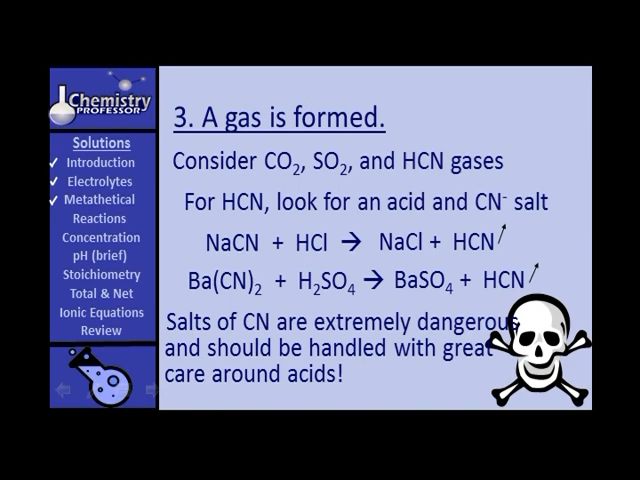 Chemistry
PROFESSOR
Solutions
Introduction
Electrolytes
Metathetical
Reactions
Concentration
pH (brief)
Stoichiometry
Total & Net
Ionic Equations
Review
3. A gas is formed.
Consider CO₂, SO₂, and HCN gases
For HCN, look for an acid and CN⁻ salt
NaCN + HCl → NaCl + HCN
Ba(CN)₂ + H₂SO₄ → BaSO₄ + HCN
Salts of CN are extremely dangerous
and should be handled with great
care around acids!